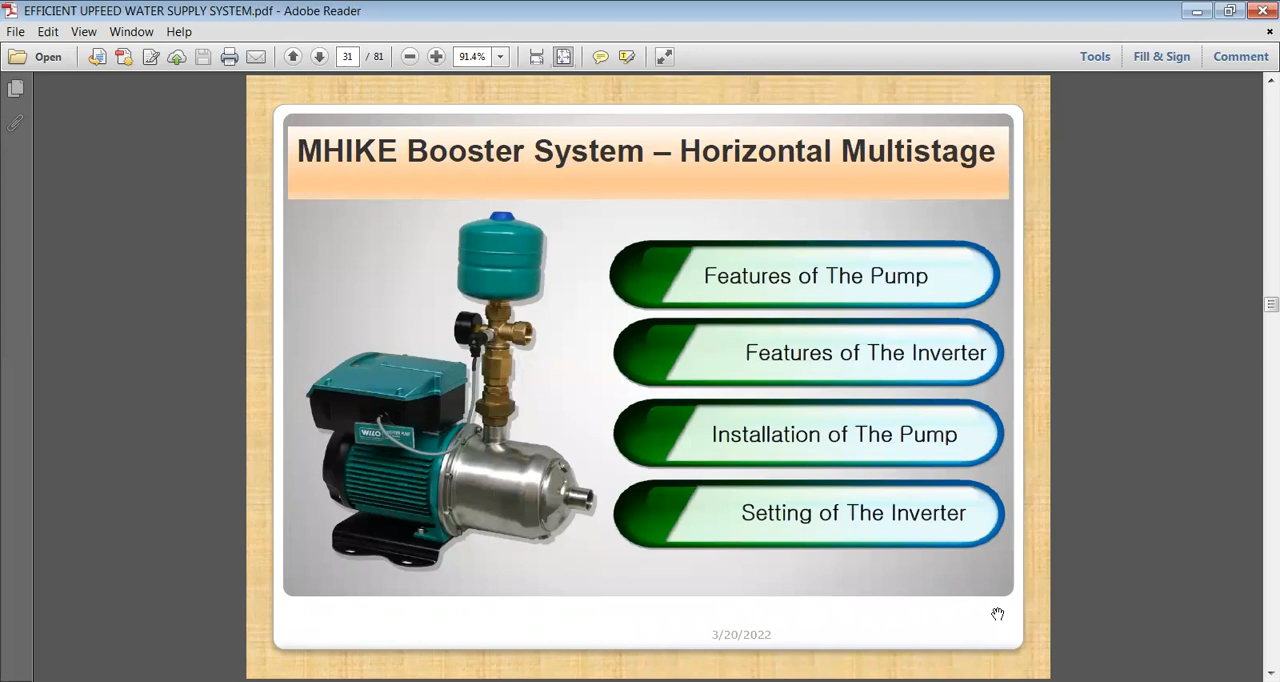 EFFICIENT UPFEED WATER SUPPLY SYSTEM.pdf - Adobe Reader
File Edit View Window Help
Open 31 / 81 91.4% Tools Fill & Sign Comment
MHIKE Booster System – Horizontal Multistage
Features of The Pump
Features of The Inverter
WILO
Installation of The Pump
Setting of The Inverter
3/20/2022